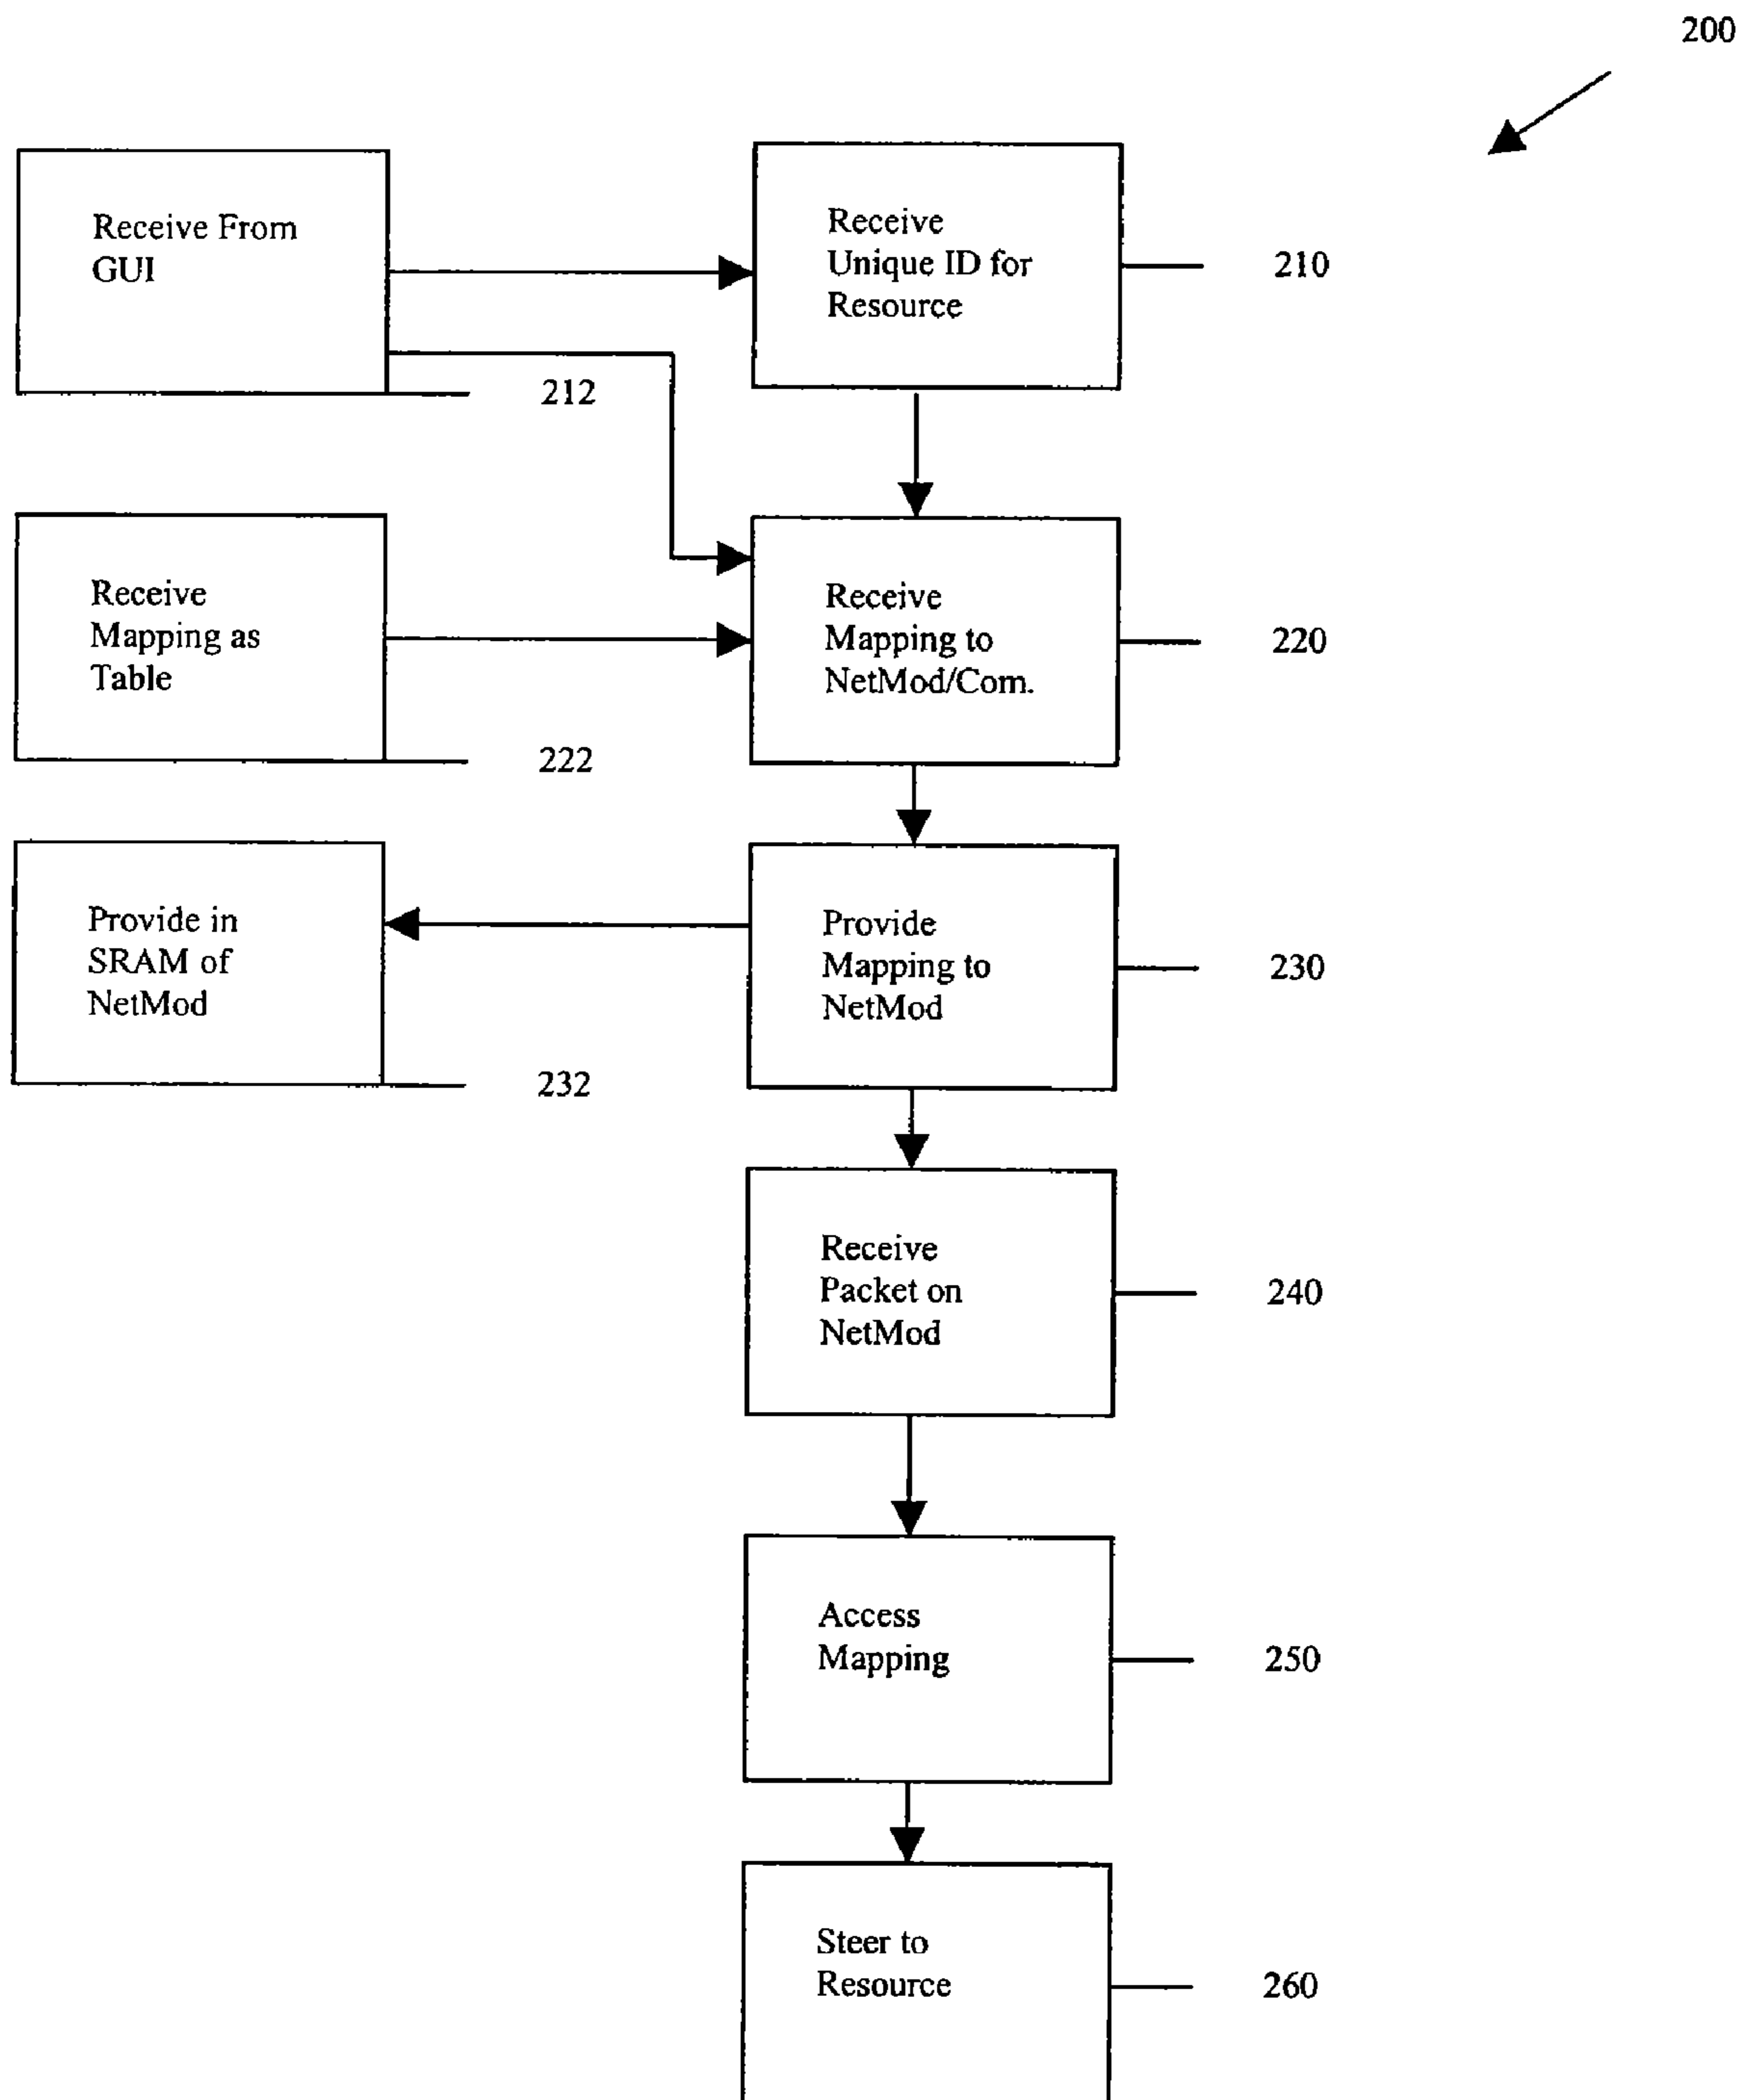 200
Receive From
GUI
212
Receive
Unique ID for
Resource
210
Receive
Mapping as
Table
222
Receive
Mapping to
NetMod/Com.
220
Provide in
SRAM of
NetMod
232
Provide
Mapping to
NetMod
230
Receive
Packet on
NetMod
240
Access
Mapping
250
Steer to
Resource
260